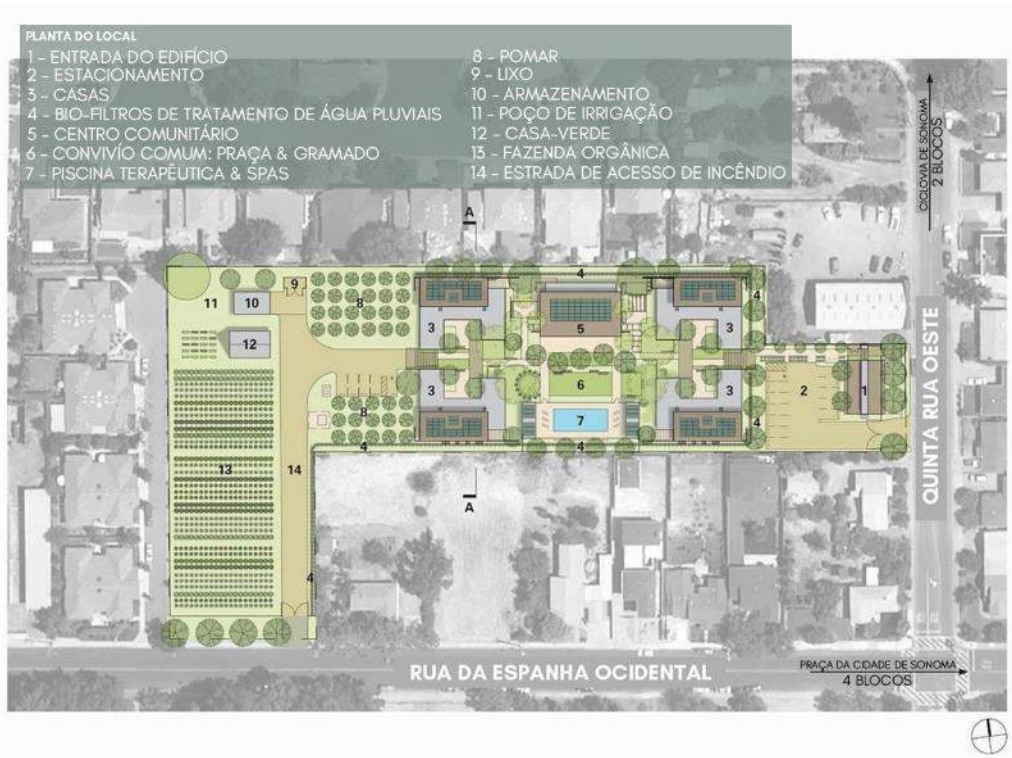 PLANTA DO LOCAL
1 - ENTRADA DO EDIFÍCIO
2 - ESTACIONAMENTO
3 - CASAS
4 - BIO-FILTROS DE TRATAMENTO DE ÁGUA PLUVIAIS
5 - CENTRO COMUNITÁRIO
6 - CONVIVÍO COMUM: PRAÇA & GRAMADO
7 - PISCINA TERAPÊUTICA & SPAS
8 - POMAR
9 - LIXO
10 - ARMAZENAMENTO
11 - POÇO DE IRRIGAÇÃO
12 - CASA-VERDE
13 - FAZENDA ORGÂNICA
14 - ESTRADA DE ACESSO DE INCÊNDIO
CICLOVIA DE SONOMA
2 BLOCOS
A
4
9
11
10
8
3
5
3
4
12
6
2
1
3
3
8
7
4
4
4
13
14
A
4
QUINTA RUA OESTE
RUA DA ESPANHA OCIDENTAL
PRAÇA DA CIDADE DE SONOMA
4 BLOCOS